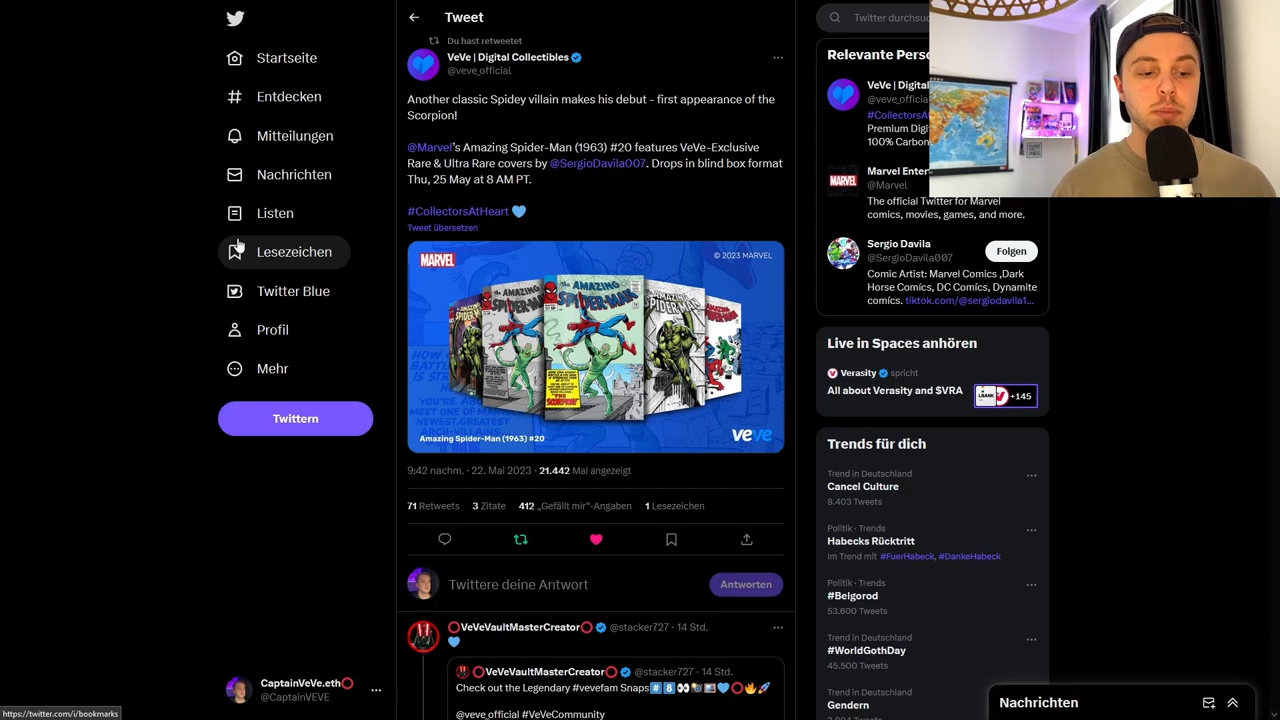 Startseite
Entdecken
Mitteilungen
Nachrichten
Listen
Lesezeichen
Twitter Blue
Profil
Mehr
Twittern
CaptainVeVe.eth⭕
@CaptainVEVE
https://twitter.com/i/bookmarks
Tweet
Du hast retweetet
VeVe | Digital Collectibles
@veve_official
Another classic Spidey villain makes his debut - first appearance of the
Scorpion!
@Marvel's Amazing Spider-Man (1963) #20 features VeVe-Exclusive
Rare & Ultra Rare covers by @SergioDavila007. Drops in blind box format
Thu, 25 May at 8 AM PT.
#CollectorsAtHeart 🩵
Tweet übersetzen
MARVEL
© 2023 MARVEL
THE AMAZING
SPIDER-MAN
Amazing Spider-Man (1963) #20
veve
9:42 nachm. · 22. Mai 2023 · 21.442 Mal angezeigt
71 Retweets 3 Zitate 412 „Gefällt mir“-Angaben 1 Lesezeichen
Twittere deine Antwort
Antworten
⭕VeVeVaultMasterCreator⭕ @stacker727 · 14 Std.
🩵
⭕VeVeVaultMasterCreator⭕ @stacker727 · 14 Std.
Check out the Legendary #vevefam Snaps#️⃣8️⃣👀📸🎫💙⭕🔥🚀
@veve_official #VeVeCommunity
Twitter durchsuc
Relevante Perso
VeVe | Digital
@veve_officia
#CollectorsA
Premium Digi
100% Carbon
Marvel Enter
@Marvel
The official Twitter for Marvel
comics, movies, games, and more.
Sergio Davila
@SergioDavila007
Folgen
Comic Artist: Marvel Comics ,Dark
Horse Comics, DC Comics, Dynamite
comics. tiktok.com/@sergiodavila1...
Live in Spaces anhören
Verasity spricht
All about Verasity and $VRA
LBANK
+145
Trends für dich
Trend in Deutschland
Cancel Culture
8.403 Tweets
Politik · Trends
Habecks Rücktritt
Im Trend mit #FuerHabeck, #DankeHabeck
Politik · Trends
#Belgorod
53.600 Tweets
Trend in Deutschland
#WorldGothDay
45.500 Tweets
Trend in Deutschland
Gendern
Nachrichten